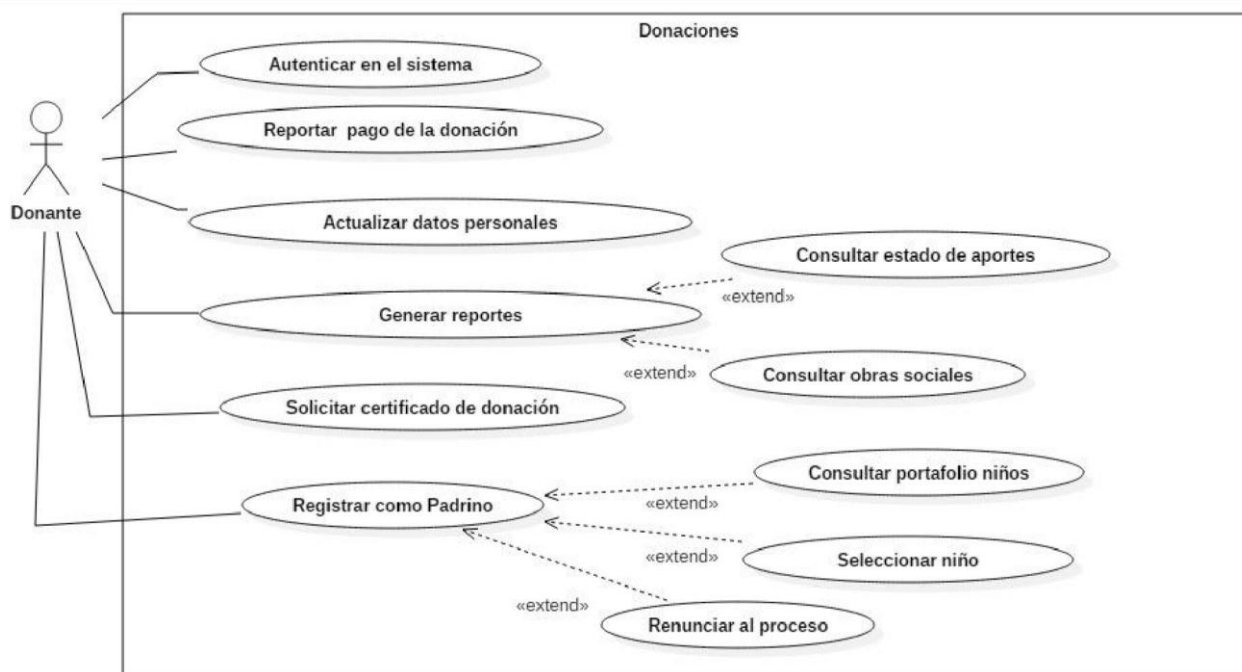 Donaciones
Autenticar en el sistema
Reportar pago de la donación
Donante
Actualizar datos personales
Consultar estado de aportes
«extend»
Generar reportes
«extend»
Consultar obras sociales
Solicitar certificado de donación
Consultar portafolio niños
«extend»
Registrar como Padrino
«extend»
Seleccionar niño
«extend»
Renunciar al proceso